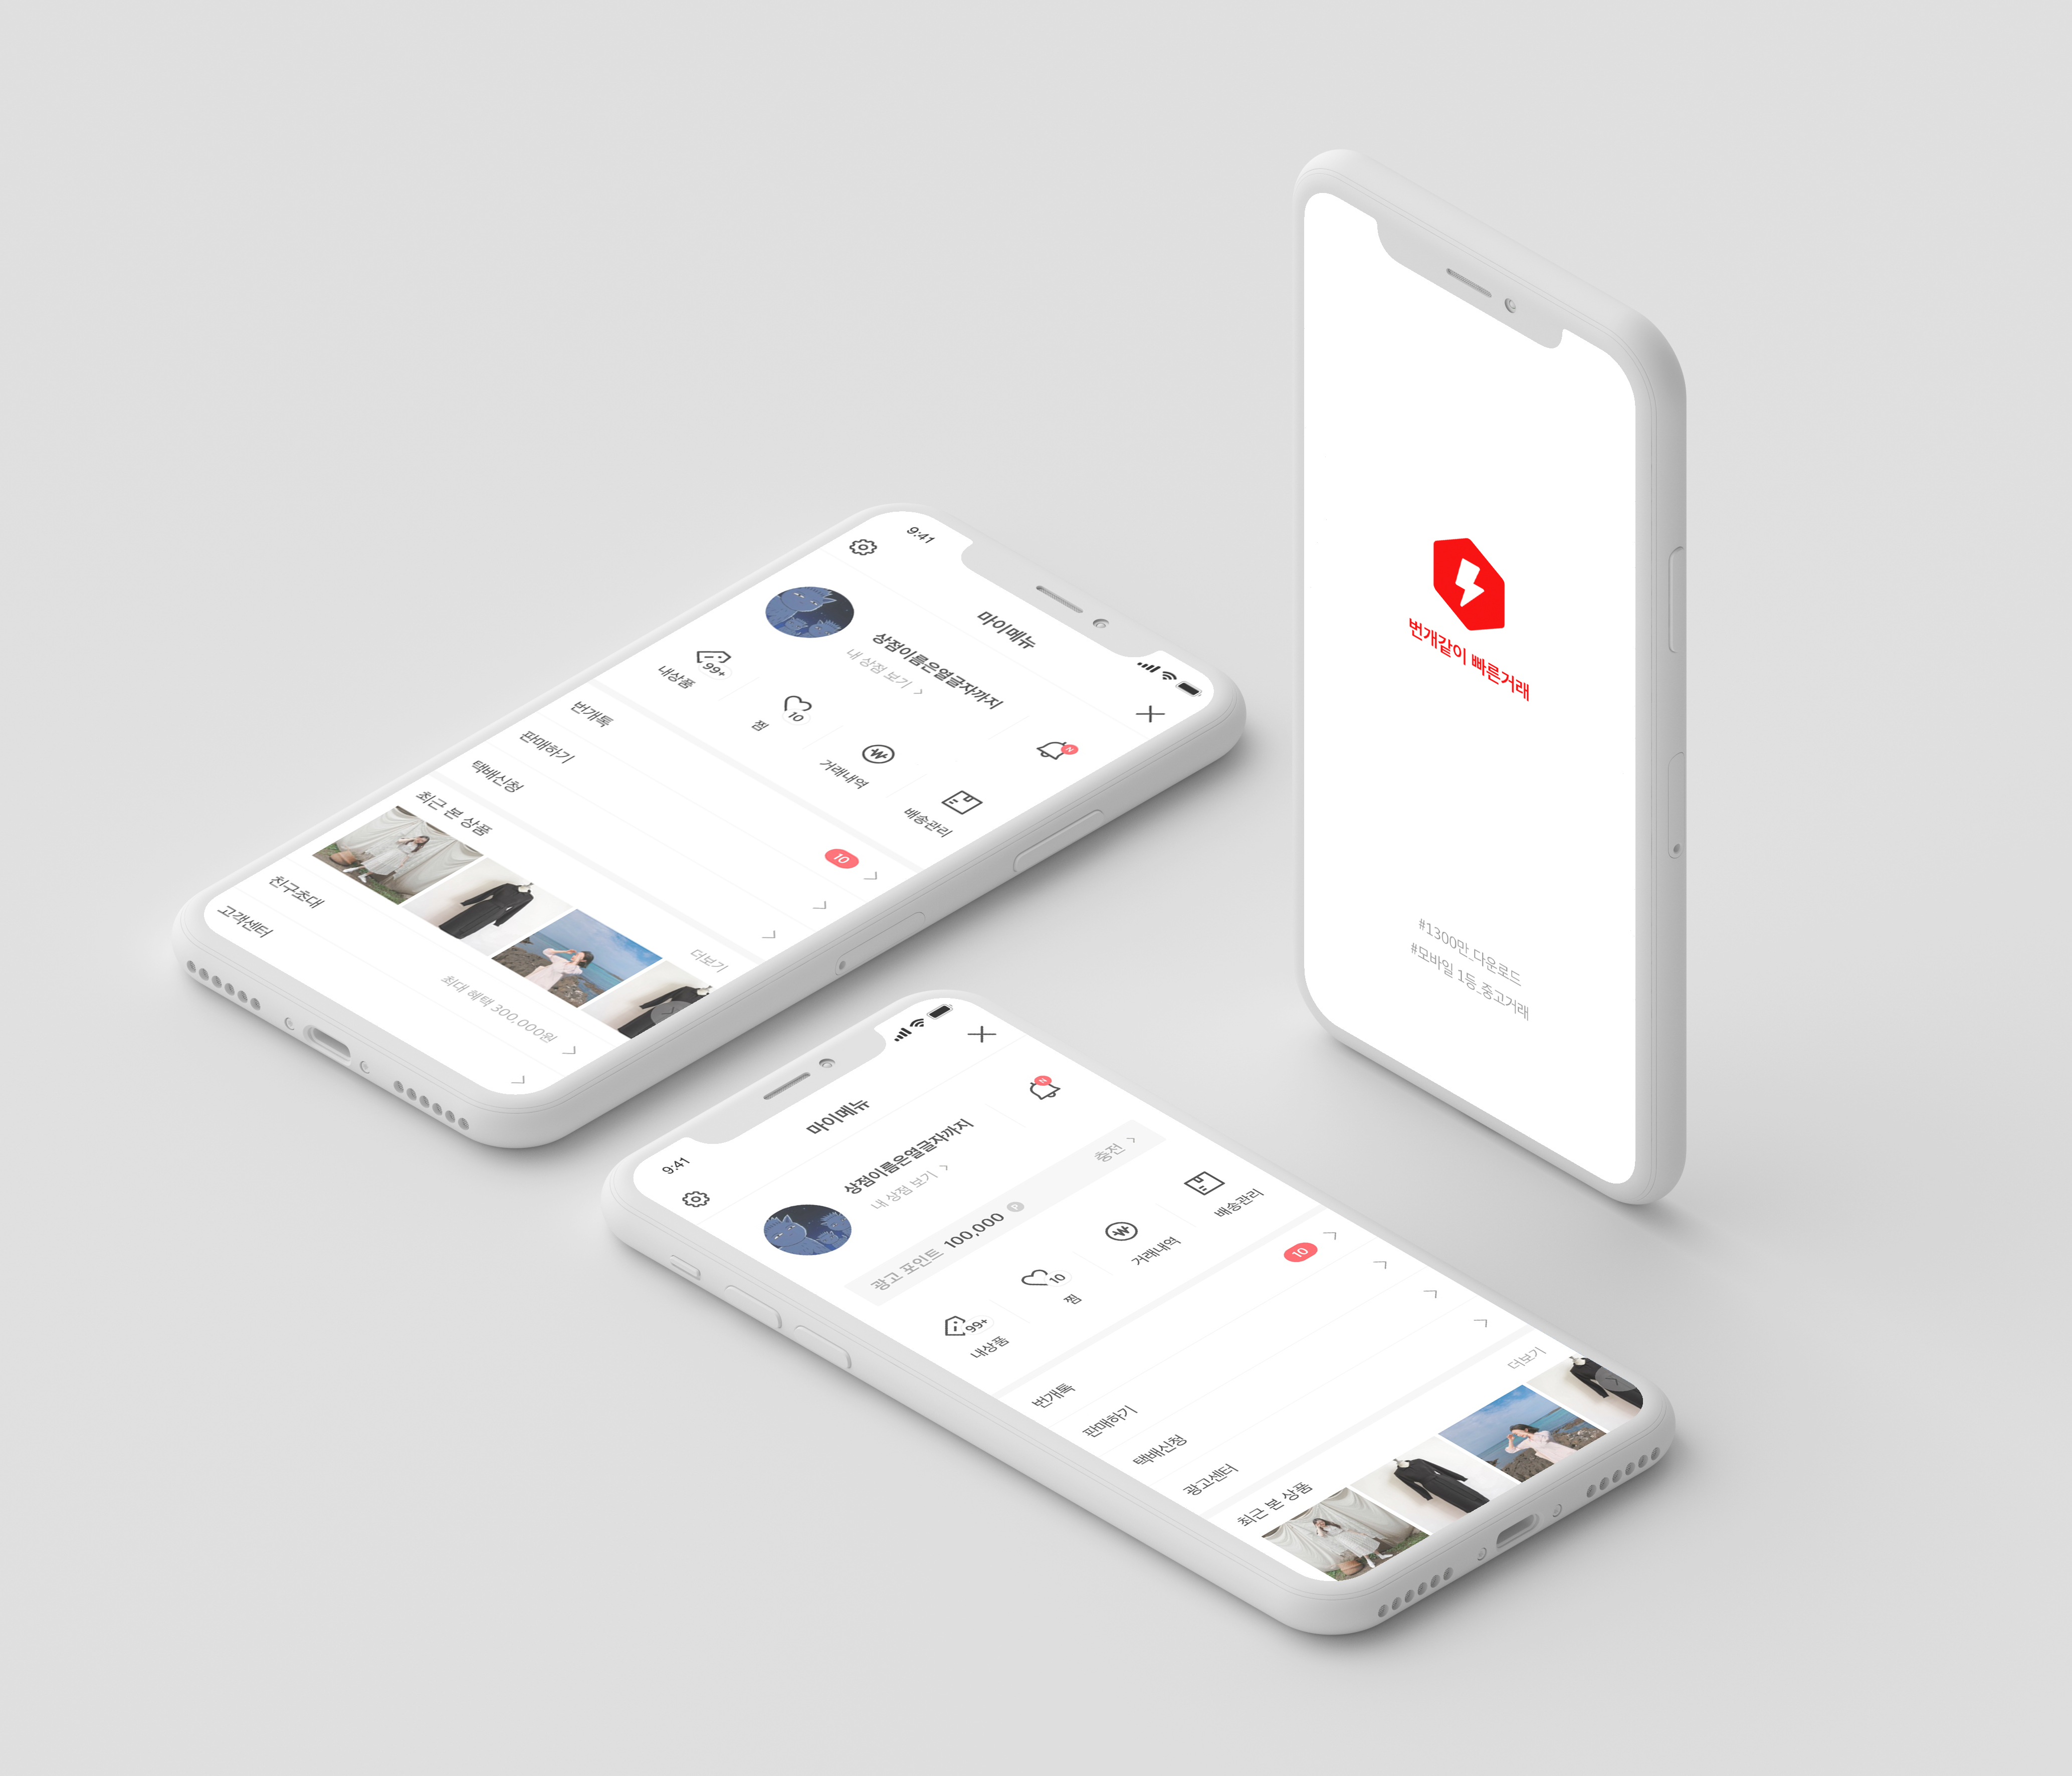 9:41
마이메뉴
상점이름은열글자까지
내 상점 보기
N
99+
내상품
10
찜
거래내역
배송관리
번개톡
10
판매하기
택배신청
최근 본 상품
더보기
친구초대
최대 혜택 300,000원
고객센터
번개같이 빠른거래
#1300만_다운로드
#모바일 1등_중고거래
9:41
마이메뉴
상점이름은열글자까지
내 상점 보기
N
광고 포인트 100,000 P
충전
99+
내상품
10
찜
거래내역
배송관리
번개톡
10
판매하기
택배신청
광고센터
최근 본 상품
더보기